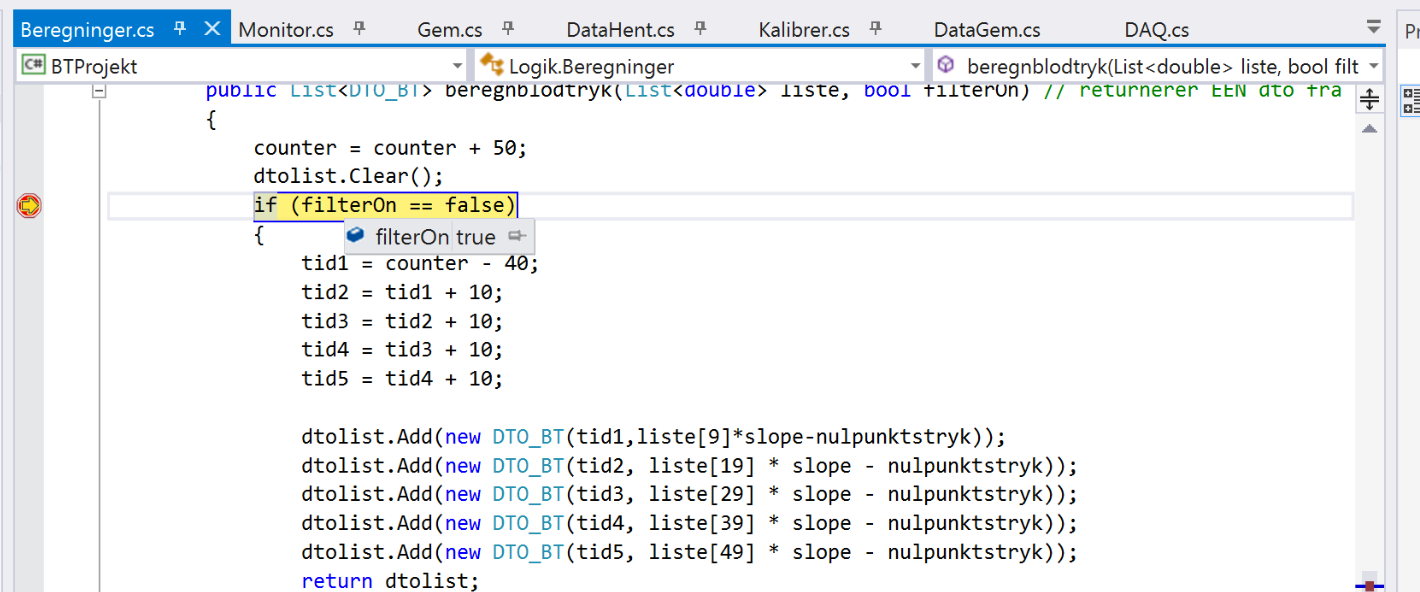 Beregninger.cs Monitor.cs Gem.cs DataHent.cs Kalibrer.cs DataGem.cs DAQ.cs Pr
C# BTProjekt Logik.Beregninger beregnblodtryk(List<double> liste, bool filt
public List<DTO_BT> beregnblodtryk(List<double> liste, bool filterOn) // returnerer EEN dto fra
{
counter = counter + 50;
dtolist.Clear();
if (filterOn == false)
{
filterOn true
tid1 = counter - 40;
tid2 = tid1 + 10;
tid3 = tid2 + 10;
tid4 = tid3 + 10;
tid5 = tid4 + 10;
dtolist.Add(new DTO_BT(tid1,liste[9]*slope-nulpunktstryk));
dtolist.Add(new DTO_BT(tid2, liste[19] * slope - nulpunktstryk));
dtolist.Add(new DTO_BT(tid3, liste[29] * slope - nulpunktstryk));
dtolist.Add(new DTO_BT(tid4, liste[39] * slope - nulpunktstryk));
dtolist.Add(new DTO_BT(tid5, liste[49] * slope - nulpunktstryk));
return dtolist;